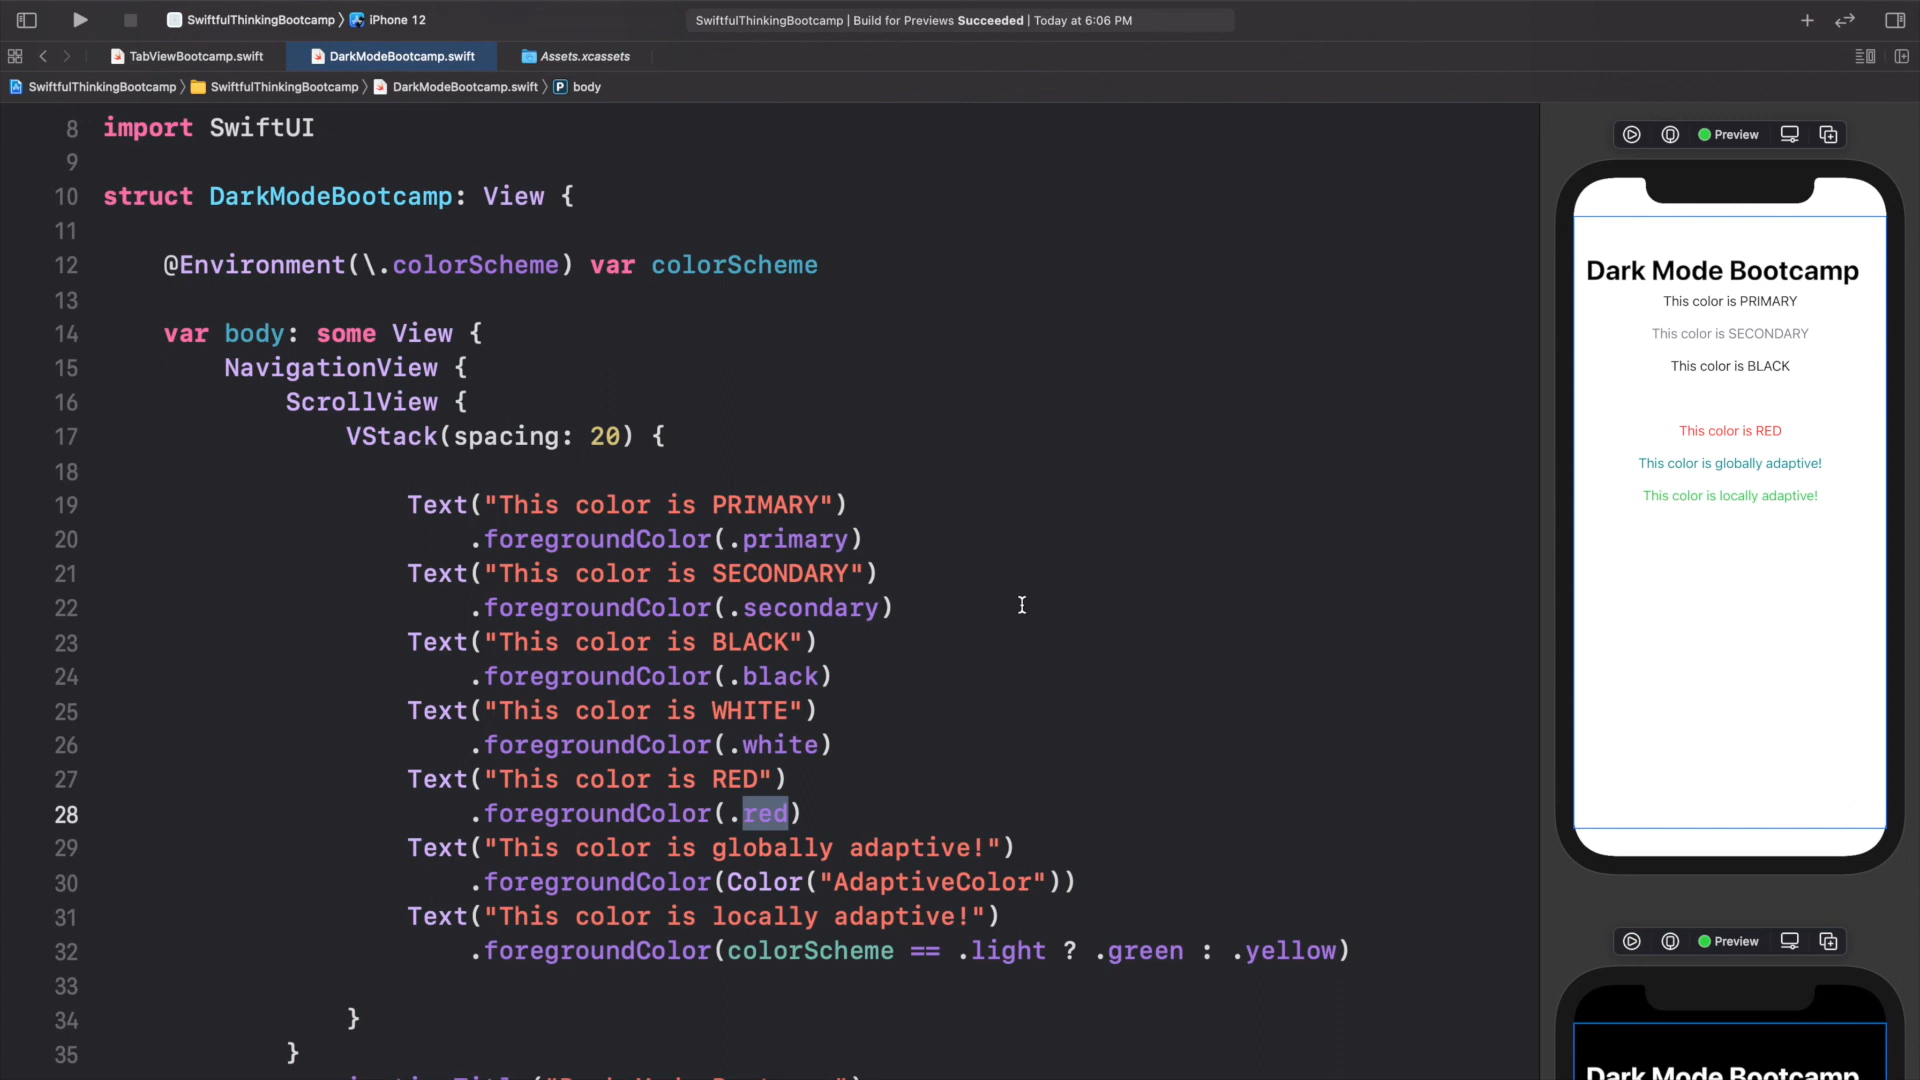 SwiftfulThinkingBootcamp 〉 iPhone 12
SwiftfulThinkingBootcamp | Build for Previews Succeeded | Today at 6:06 PM
TabViewBootcamp.swift
DarkModeBootcamp.swift
Assets.xcassets
SwiftfulThinkingBootcamp 〉 SwiftfulThinkingBootcamp 〉 DarkModeBootcamp.swift 〉 P body
8 import SwiftUI
9
10 struct DarkModeBootcamp: View {
11
12 @Environment(\.colorScheme) var colorScheme
13
14 var body: some View {
15 NavigationView {
16 ScrollView {
17 VStack(spacing: 20) {
18
19 Text("This color is PRIMARY")
20 .foregroundColor(.primary)
21 Text("This color is SECONDARY")
22 .foregroundColor(.secondary)
23 Text("This color is BLACK")
24 .foregroundColor(.black)
25 Text("This color is WHITE")
26 .foregroundColor(.white)
27 Text("This color is RED")
28 .foregroundColor(.red)
29 Text("This color is globally adaptive!")
30 .foregroundColor(Color("AdaptiveColor"))
31 Text("This color is locally adaptive!")
32 .foregroundColor(colorScheme == .light ? .green : .yellow)
33
34 }
35 }
Preview
Dark Mode Bootcamp
This color is PRIMARY
This color is SECONDARY
This color is BLACK
This color is RED
This color is globally adaptive!
This color is locally adaptive!
Preview
Dark Mode Bootcamp